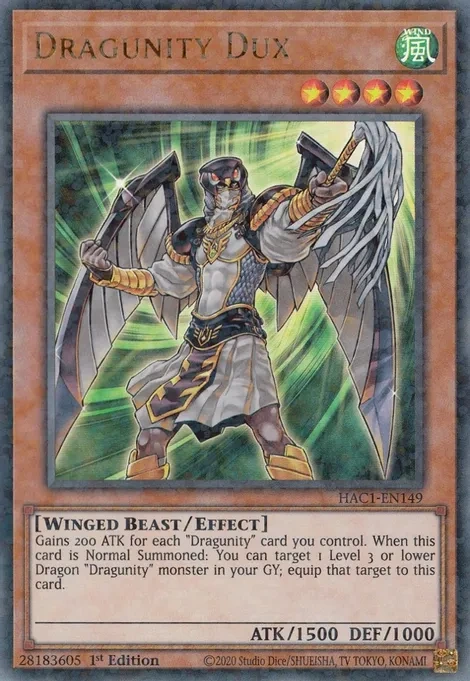 DRAGUNITY DUX
WIND
風
HAC1-EN149
[WINGED BEAST/EFFECT]
Gains 200 ATK for each "Dragunity" card you control. When this
card is Normal Summoned: You can target 1 Level 3 or lower
Dragon "Dragunity" monster in your GY; equip that target to this
card.
ATK/1500 DEF/1000
28183605 1st Edition ©2020 Studio Dice/SHUEISHA, TV TOKYO, KONAMI